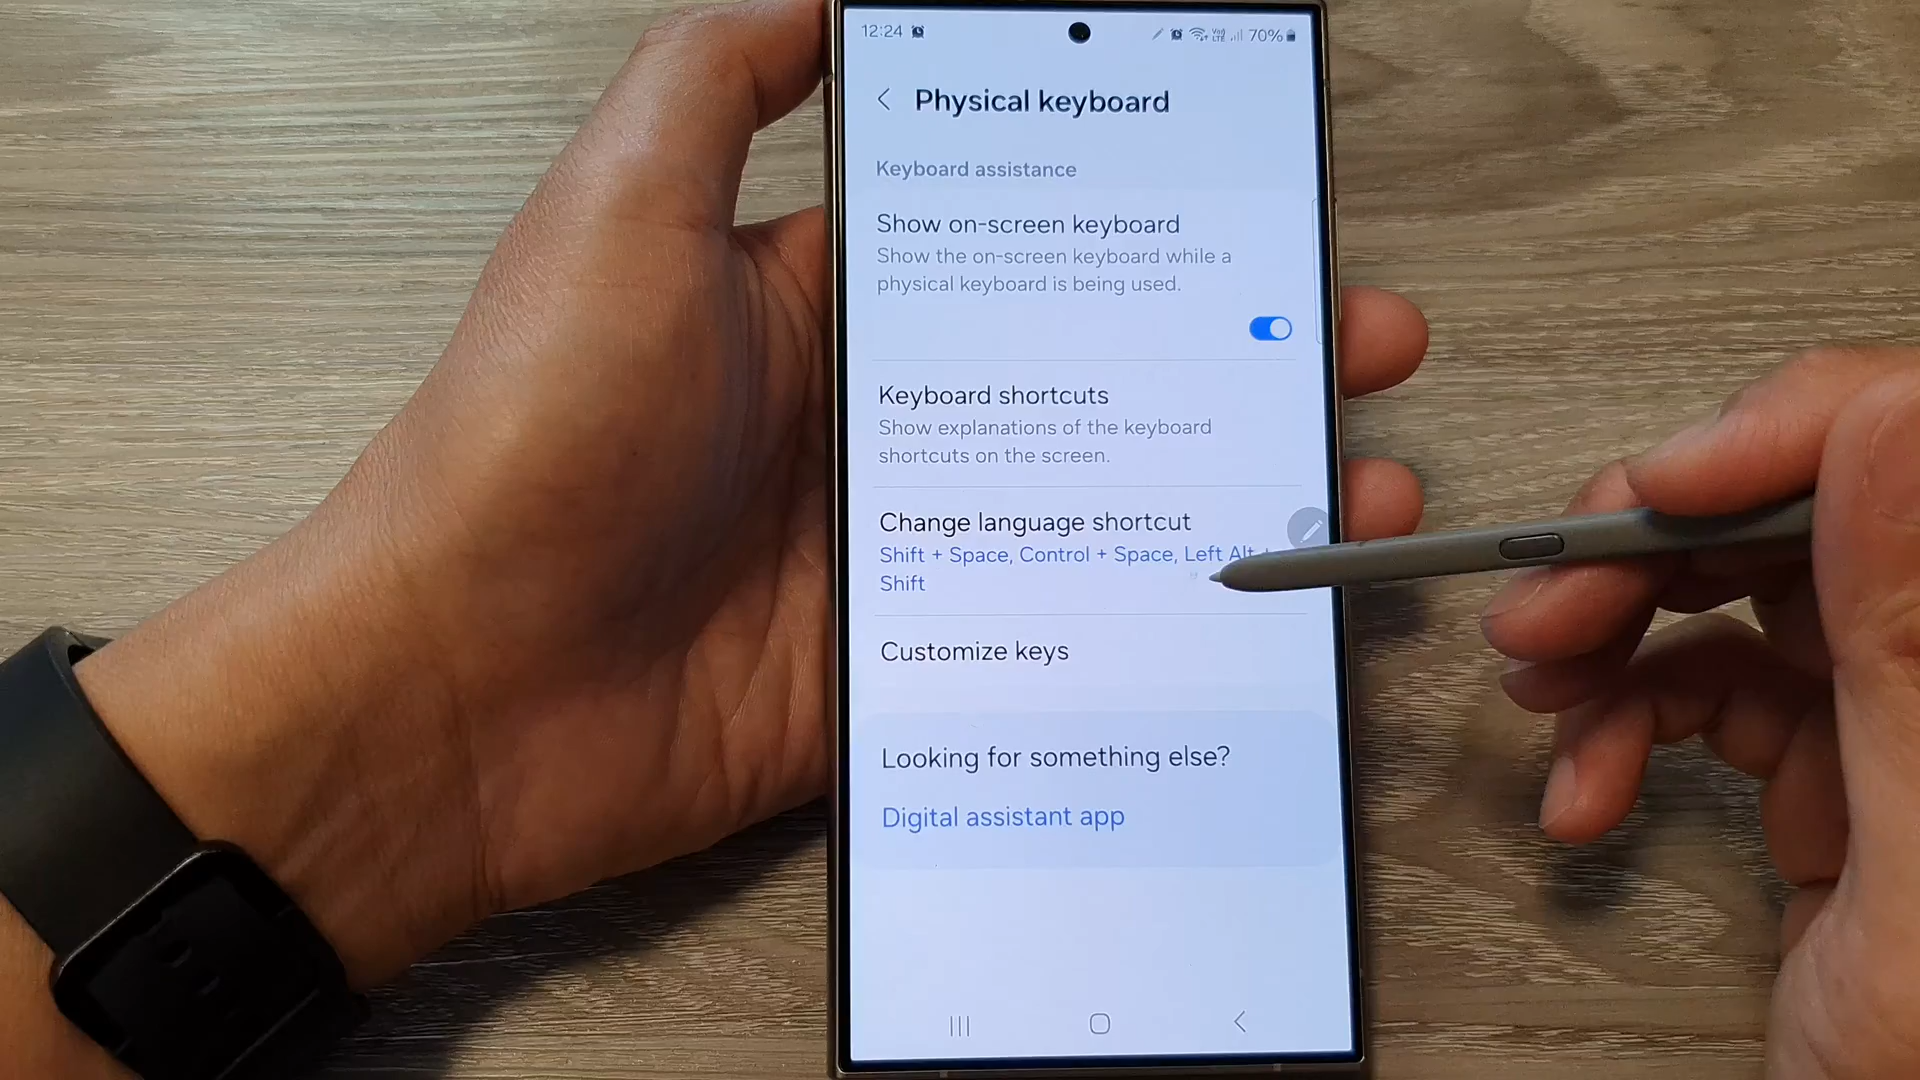 12:24
70%
Physical keyboard
Keyboard assistance
Show on-screen keyboard
Show the on-screen keyboard while a
physical keyboard is being used.
Keyboard shortcuts
Show explanations of the keyboard
shortcuts on the screen.
Change language shortcut
Shift + Space, Control + Space, Left Alt +
Shift
Customize keys
Looking for something else?
Digital assistant app